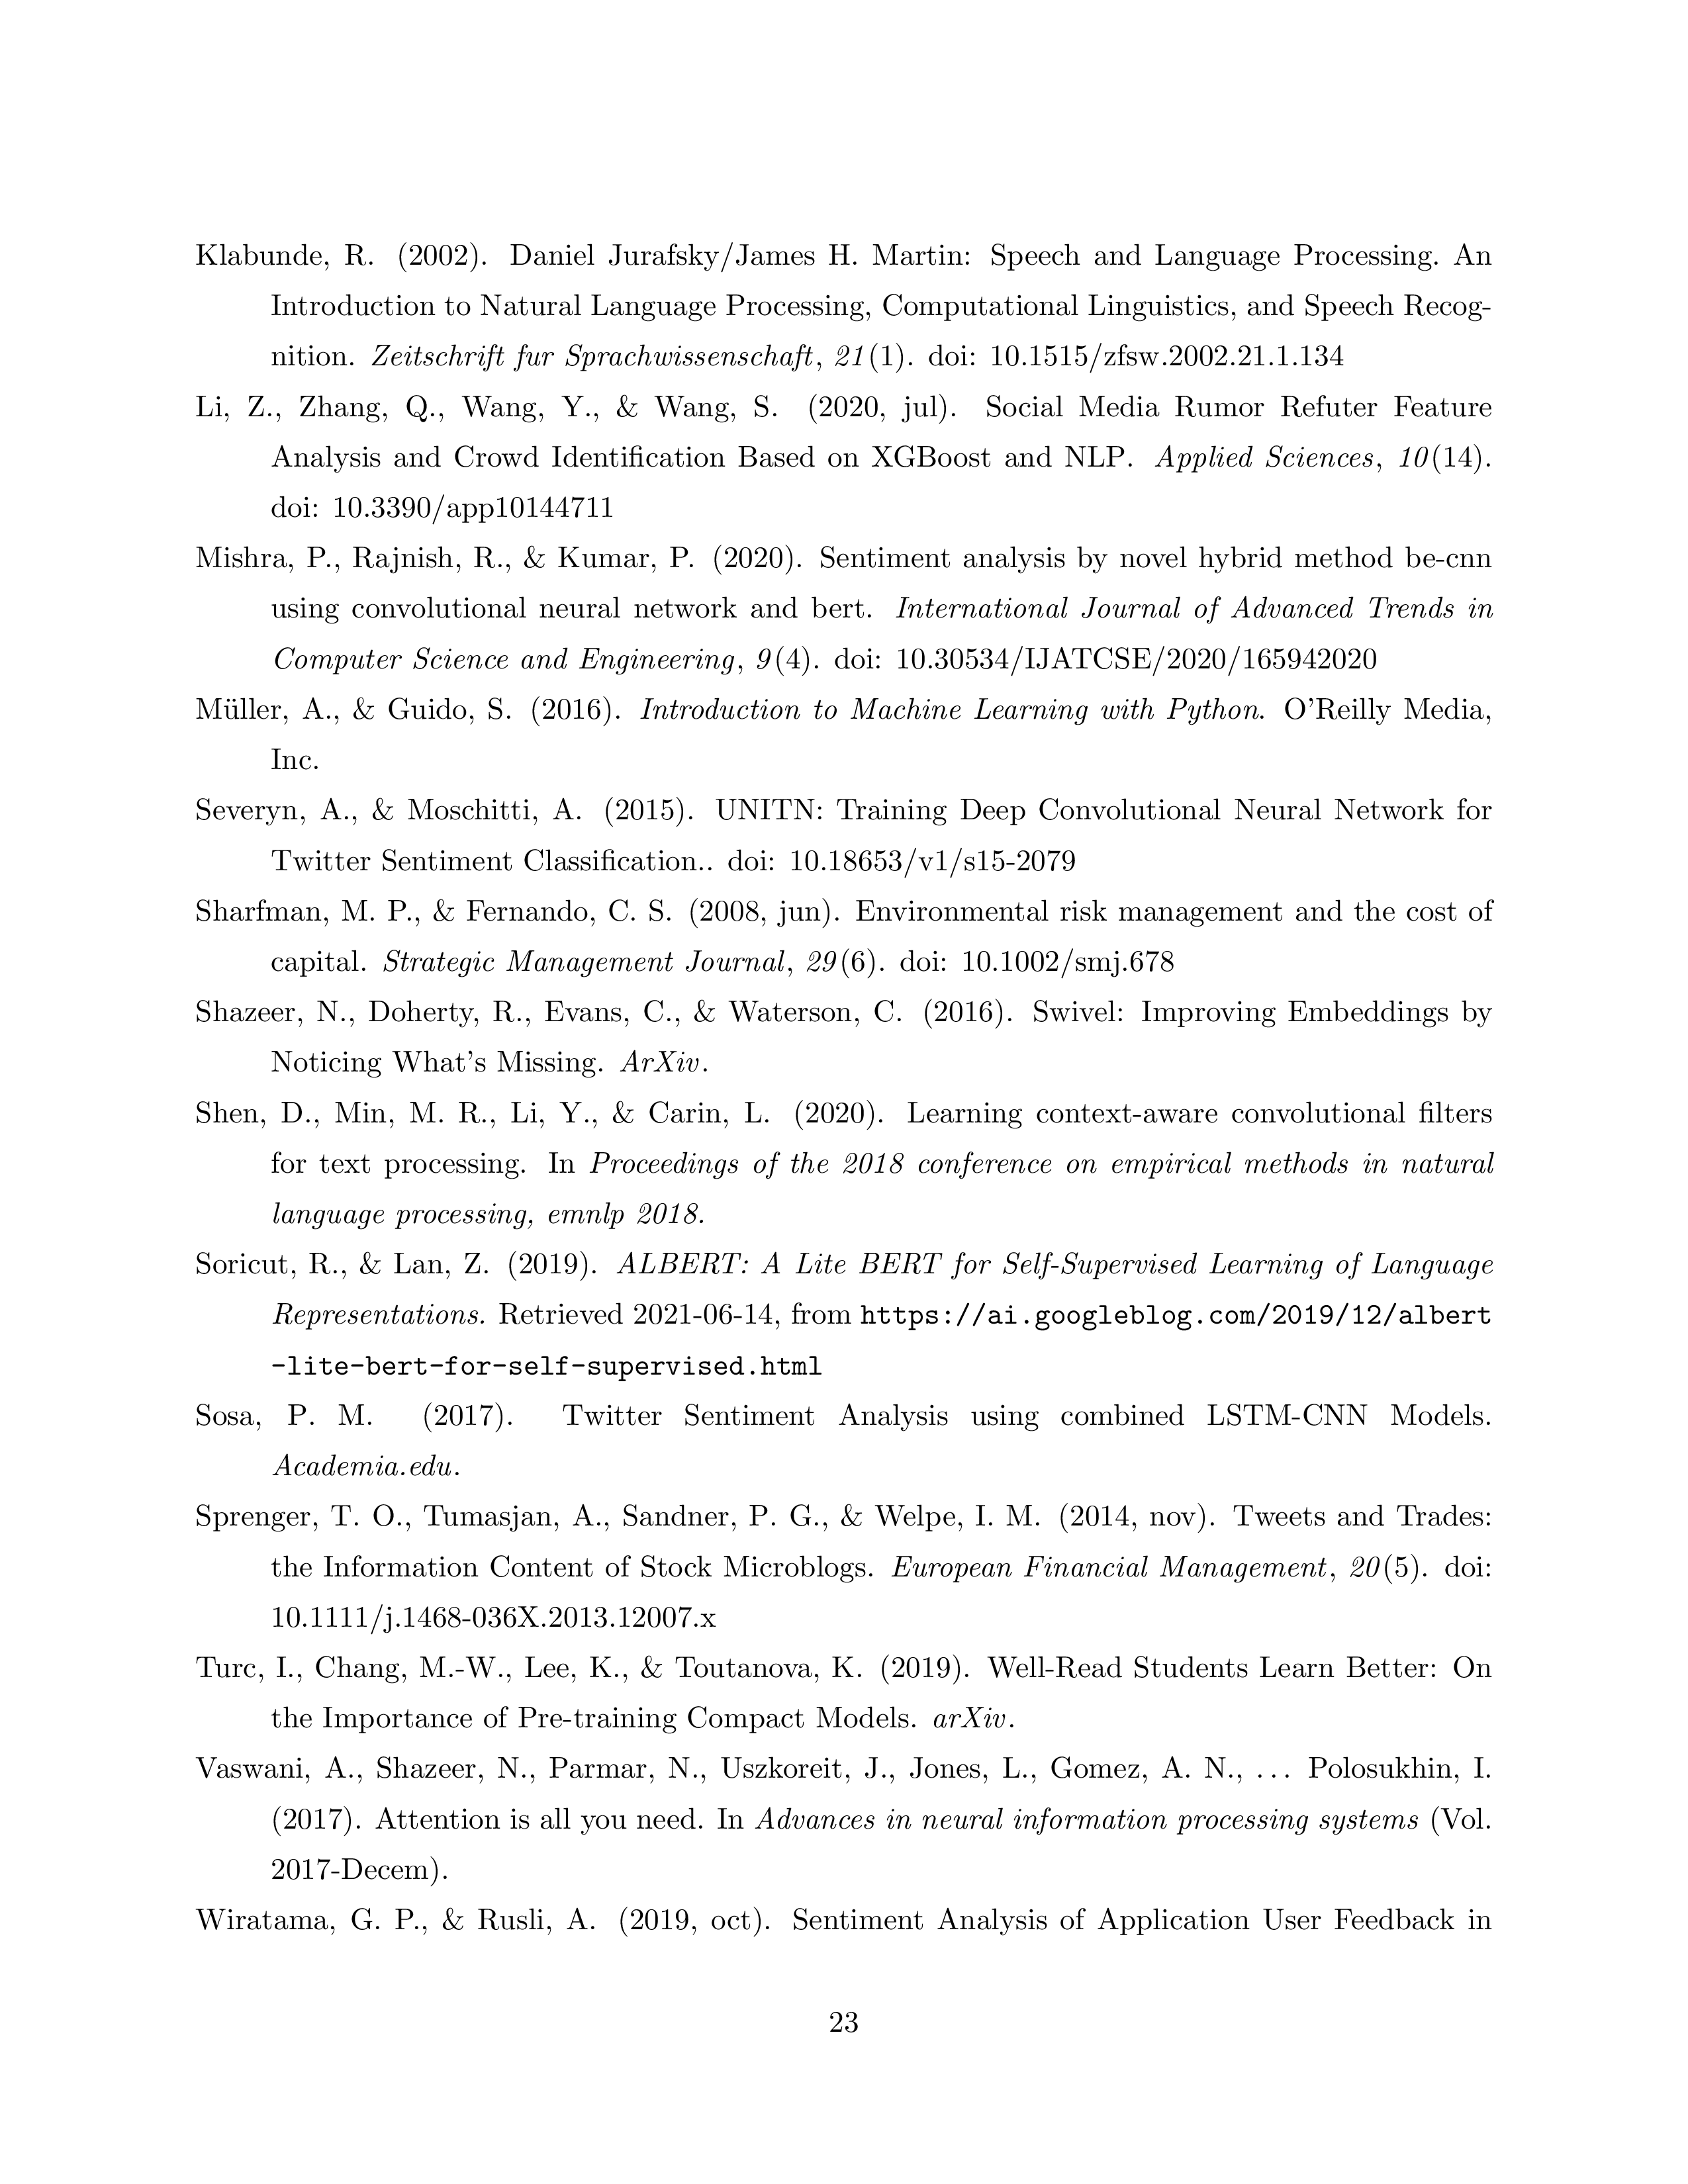 Klabunde, R. (2002). Daniel Jurafsky/James H. Martin: Speech and Language Processing. An
Introduction to Natural Language Processing, Computational Linguistics, and Speech Recog-
nition. Zeitschrift fur Sprachwissenschaft, 21(1). doi: 10.1515/zfsw.2002.21.1.134
Li, Z., Zhang, Q., Wang, Y., & Wang, S. (2020, jul). Social Media Rumor Refuter Feature
Analysis and Crowd Identification Based on XGBoost and NLP. Applied Sciences, 10(14).
doi: 10.3390/app10144711
Mishra, P., Rajnish, R., & Kumar, P. (2020). Sentiment analysis by novel hybrid method be-cnn
using convolutional neural network and bert. International Journal of Advanced Trends in
Computer Science and Engineering, 9(4). doi: 10.30534/IJATCSE/2020/165942020
Müller, A., & Guido, S. (2016). Introduction to Machine Learning with Python. O'Reilly Media,
Inc.
Severyn, A., & Moschitti, A. (2015). UNITN: Training Deep Convolutional Neural Network for
Twitter Sentiment Classification.. doi: 10.18653/v1/s15-2079
Sharfman, M. P., & Fernando, C. S. (2008, jun). Environmental risk management and the cost of
capital. Strategic Management Journal, 29(6). doi: 10.1002/smj.678
Shazeer, N., Doherty, R., Evans, C., & Waterson, C. (2016). Swivel: Improving Embeddings by
Noticing What's Missing. ArXiv.
Shen, D., Min, M. R., Li, Y., & Carin, L. (2020). Learning context-aware convolutional filters
for text processing. In Proceedings of the 2018 conference on empirical methods in natural
language processing, emnlp 2018.
Soricut, R., & Lan, Z. (2019). ALBERT: A Lite BERT for Self-Supervised Learning of Language
Representations. Retrieved 2021-06-14, from https://ai.googleblog.com/2019/12/albert
-lite-bert-for-self-supervised.html
Sosa, P. M. (2017). Twitter Sentiment Analysis using combined LSTM-CNN Models.
Academia.edu.
Sprenger, T. O., Tumasjan, A., Sandner, P. G., & Welpe, I. M. (2014, nov). Tweets and Trades:
the Information Content of Stock Microblogs. European Financial Management, 20(5). doi:
10.1111/j.1468-036X.2013.12007.x
Turc, I., Chang, M.-W., Lee, K., & Toutanova, K. (2019). Well-Read Students Learn Better: On
the Importance of Pre-training Compact Models. arXiv.
Vaswani, A., Shazeer, N., Parmar, N., Uszkoreit, J., Jones, L., Gomez, A. N., ... Polosukhin, I.
(2017). Attention is all you need. In Advances in neural information processing systems (Vol.
2017-Decem).
Wiratama, G. P., & Rusli, A. (2019, oct). Sentiment Analysis of Application User Feedback in
23